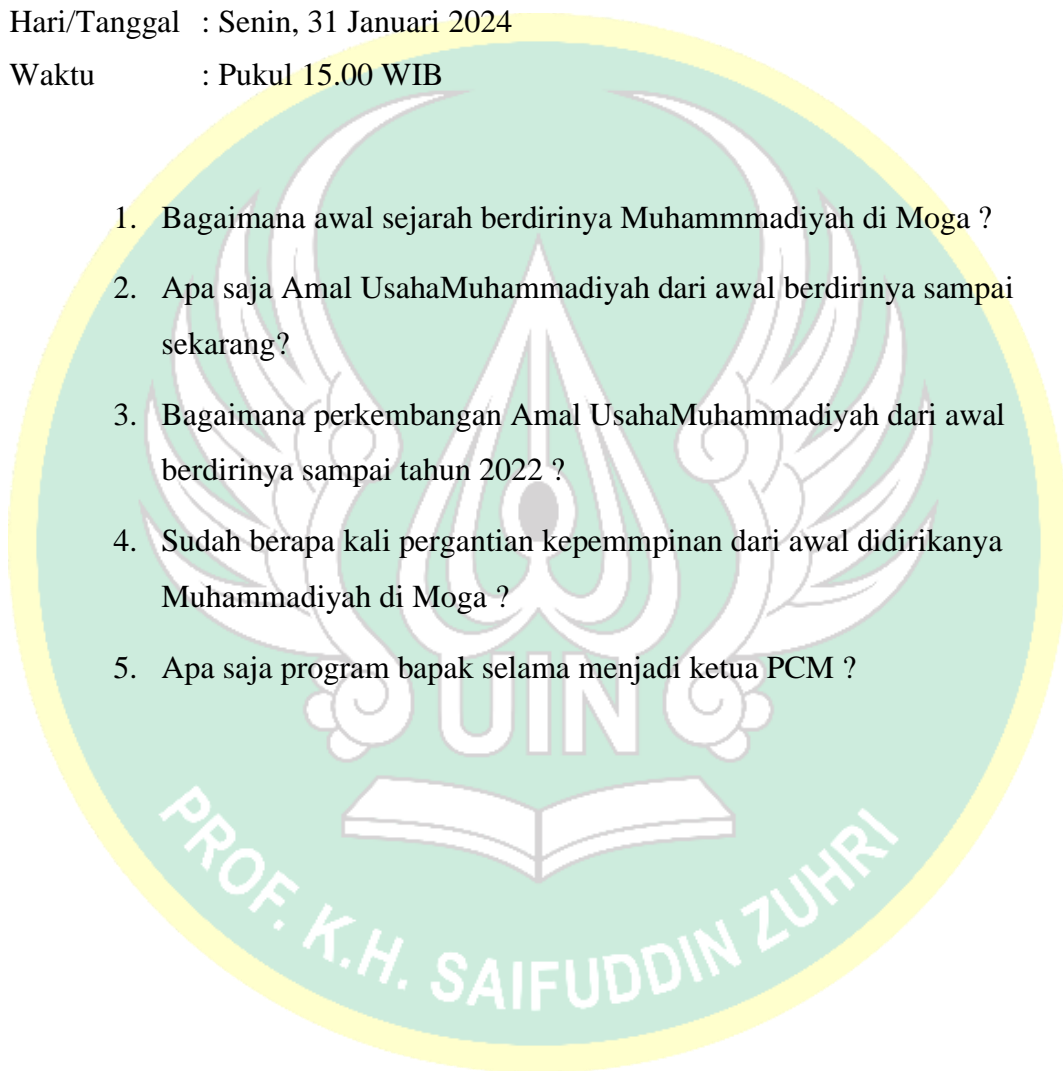 Hari/Tanggal : Senin, 31 Januari 2024
Waktu : Pukul 15.00 WIB
1. Bagaimana awal sejarah berdirinya Muhammmadiyah di Moga ?
2. Apa saja Amal UsahaMuhammadiyah dari awal berdirinya sampai
sekarang?
3. Bagaimana perkembangan Amal UsahaMuhammadiyah dari awal
berdirinya sampai tahun 2022 ?
4. Sudah berapa kali pergantian kepemmpinan dari awal didirikanya
Muhammadiyah di Moga ?
5. Apa saja program bapak selama menjadi ketua PCM ?
UIN
PROF. K.H. SAIFUDDIN ZUHRI